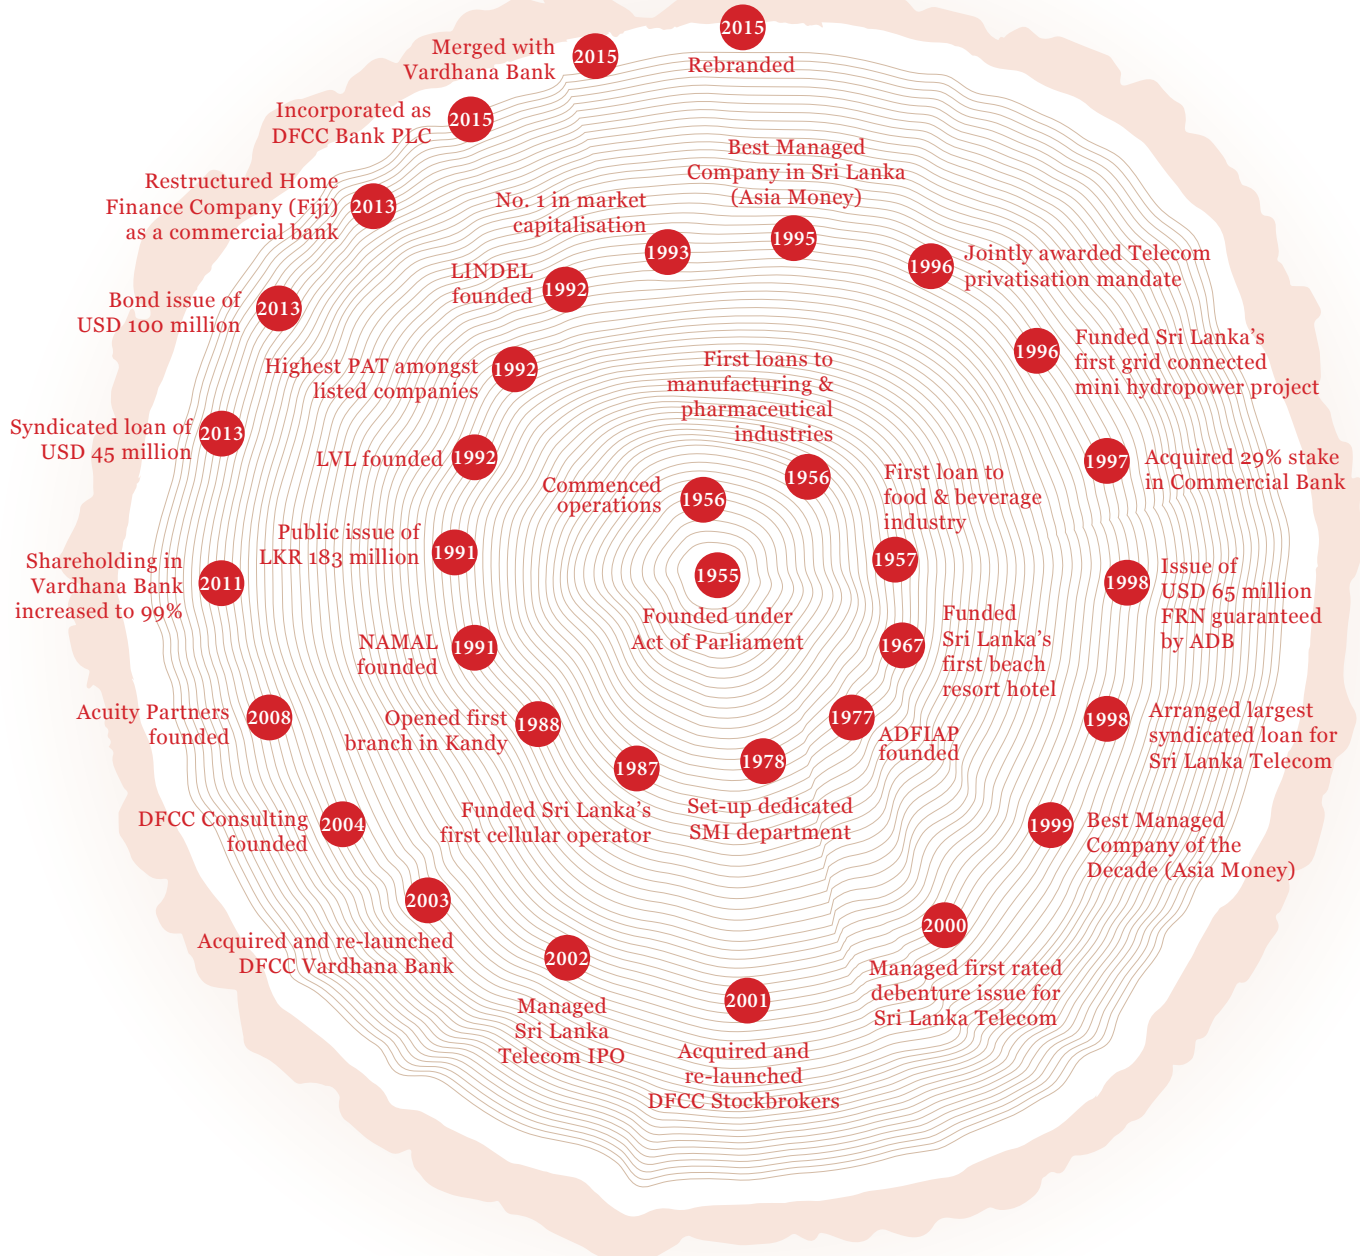 1955
Founded under
Act of Parliament
1956
Commenced
operations
1956
First loans to
manufacturing &
pharmaceutical
industries
1957
First loan to
food & beverage
industry
1967
Funded
Sri Lanka's
first beach
resort hotel
1977
ADFIAP
founded
1978
Set-up dedicated
SMI department
1987
Funded Sri Lanka's
first cellular operator
1988
Opened first
branch in Kandy
1991
NAMAL
founded
1991
Public issue of
LKR 183 million
1992
LVL founded
1992
Highest PAT amongst
listed companies
1992
LINDEL
founded
1993
No. 1 in market
capitalisation
1995
Best Managed
Company in Sri Lanka
(Asia Money)
1996
Jointly awarded Telecom
privatisation mandate
1996
Funded Sri Lanka's
first grid connected
mini hydropower project
1997
Acquired 29% stake
in Commercial Bank
1998
Issue of
USD 65 million
FRN guaranteed
by ADB
1998
Arranged largest
syndicated loan for
Sri Lanka Telecom
1999
Best Managed
Company of the
Decade (Asia Money)
2000
Managed first rated
debenture issue for
Sri Lanka Telecom
2001
Acquired and
re-launched
DFCC Stockbrokers
2002
Managed
Sri Lanka
Telecom IPO
2003
Acquired and re-launched
DFCC Vardhana Bank
2004
DFCC Consulting
founded
2008
Acuity Partners
founded
2011
Shareholding in
Vardhana Bank
increased to 99%
2013
Syndicated loan of
USD 45 million
2013
Bond issue of
USD 100 million
2013
Restructured Home
Finance Company (Fiji)
as a commercial bank
2015
Incorporated as
DFCC Bank PLC
2015
Merged with
Vardhana Bank
2015
Rebranded